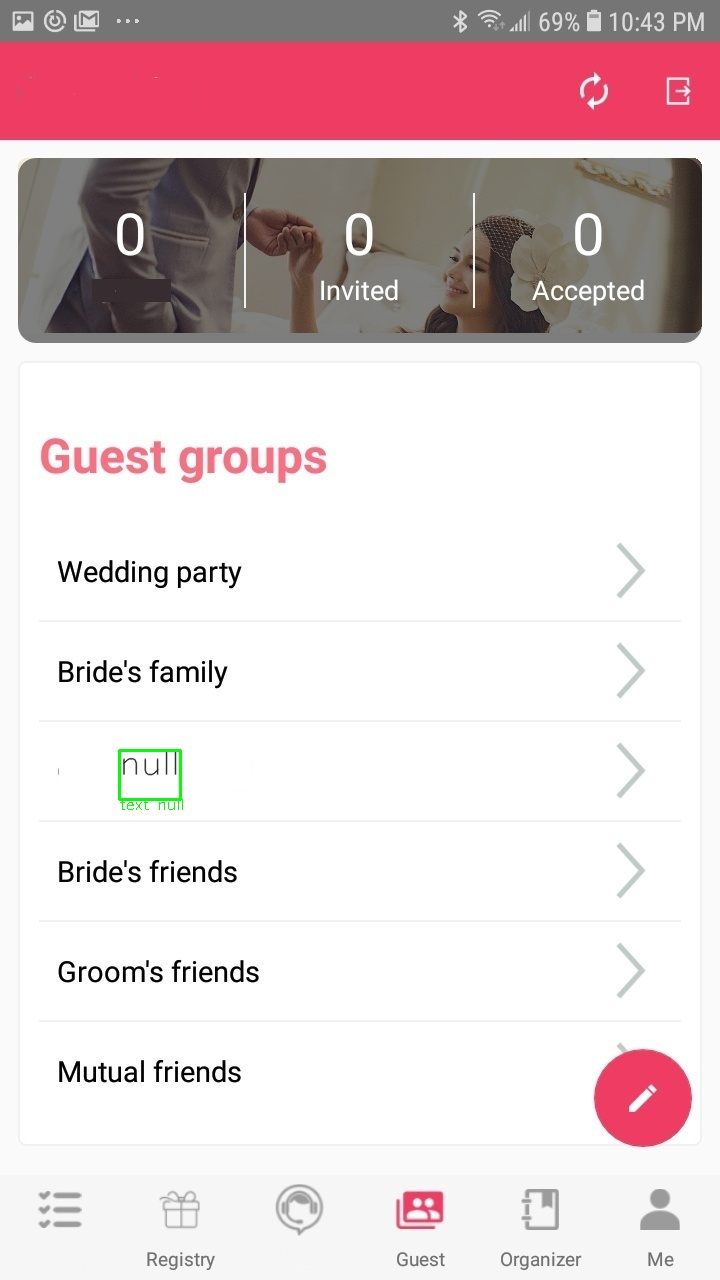 69% 10:43 PM
0 0 0
Invited Accepted
Guest groups
Wedding party
Bride's family
null
text null
Bride's friends
Groom's friends
Mutual friends
Registry Guest Organizer Me